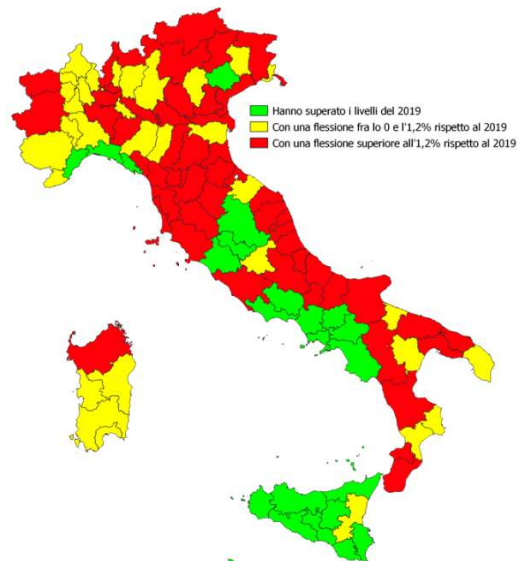 Hanno superato i livelli del 2019
Con una flessione fra lo 0 e l'1,2% rispetto al 2019
Con una flessione superiore all'1,2% rispetto al 2019